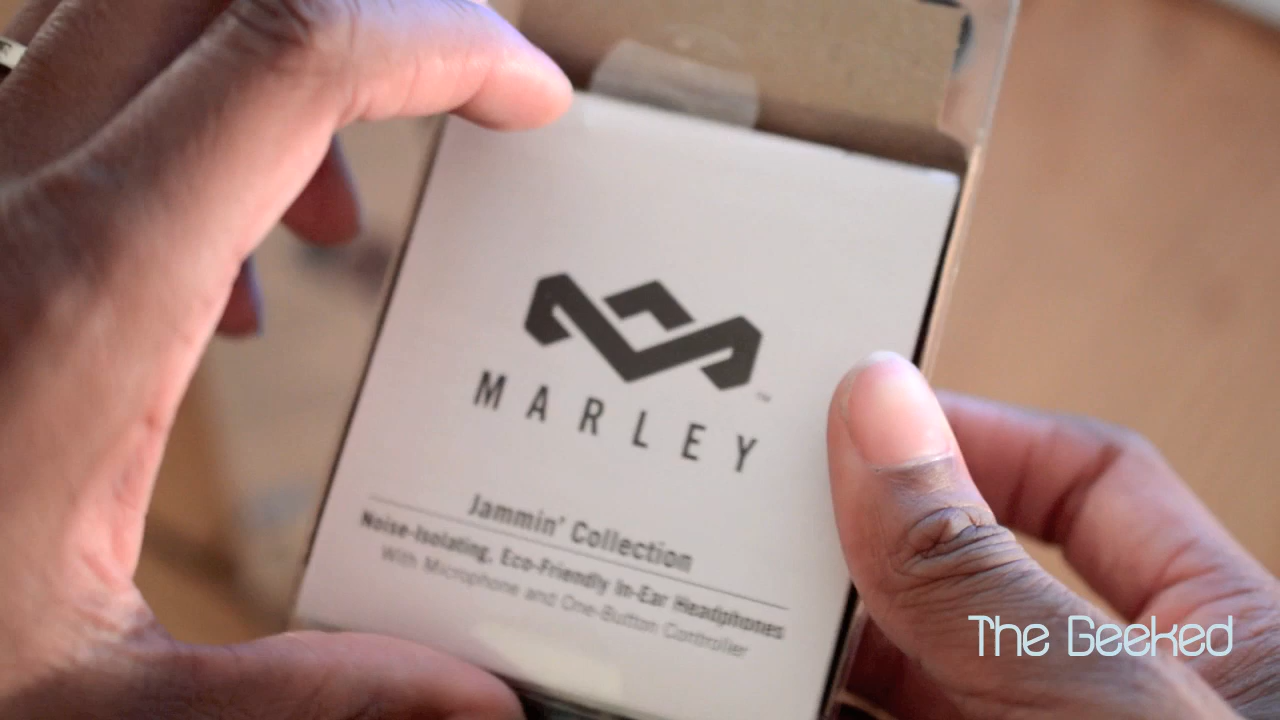 MARLEY
™
Jammin' Collection
Noise-Isolating, Eco-Friendly In-Ear Headphones
With Microphone and One-Button Controller
The Geeked